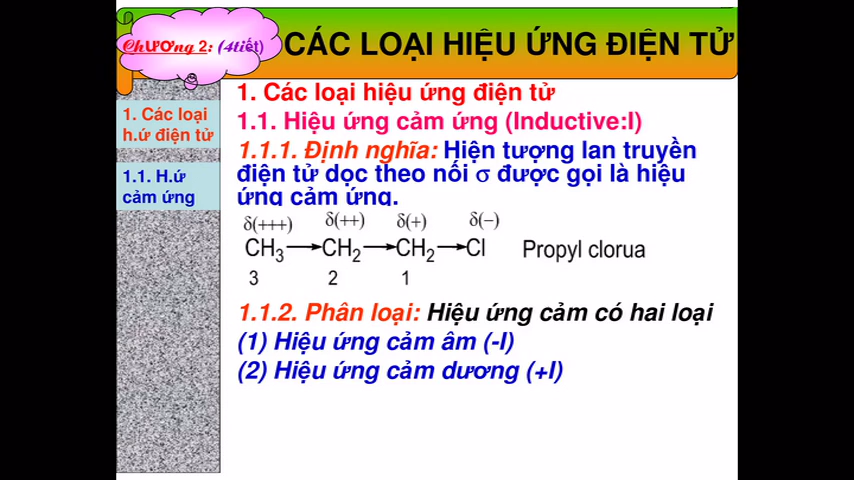 Chương 2: (4tiết)
CÁC LOẠI HIỆU ỨNG ĐIỆN TỬ
1. Các loại
h.ứ điện tử
1.1. H.ứ
cảm ứng
1. Các loại hiệu ứng điện tử
1.1. Hiệu ứng cảm ứng (Inductive:I)
1.1.1. Định nghĩa: Hiện tượng lan truyền
điện tử dọc theo nối σ được gọi là hiệu
ứng cảm ứng.
δ(+++) δ(++) δ(+) δ(−)
CH₃→CH₂→CH₂→Cl Propyl clorua
3 2 1
1.1.2. Phân loại: Hiệu ứng cảm có hai loại
(1) Hiệu ứng cảm âm (-I)
(2) Hiệu ứng cảm dương (+I)